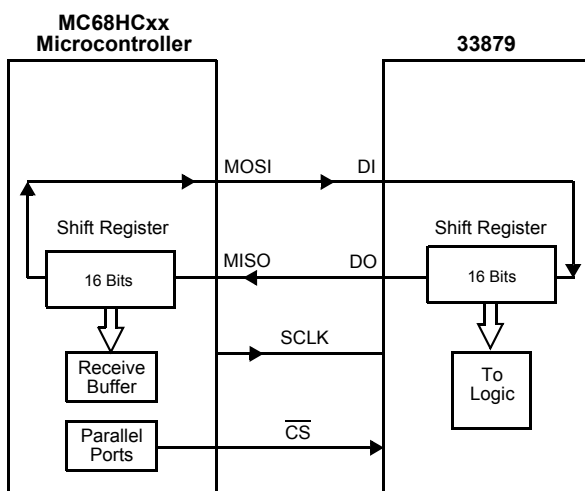 MC68HCxx
Microcontroller
33879
MOSI
DI
Shift Register
Shift Register
MISO
DO
16 Bits
16 Bits
SCLK
Receive
Buffer
To
Logic
Parallel
Ports
CS